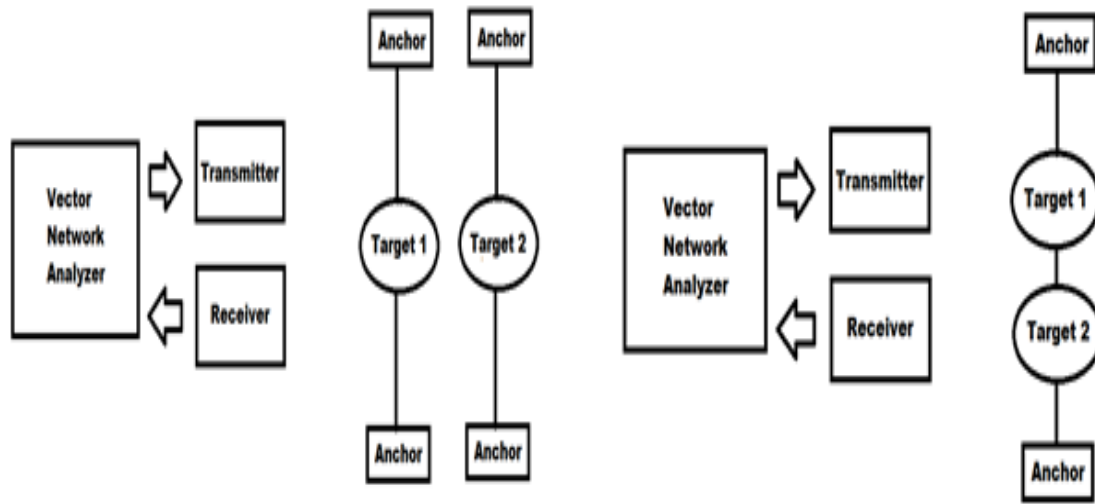 Anchor
Anchor
Vector
Network
Analyzer
Transmitter
Receiver
Target 1
Target 2
Anchor
Anchor
Vector
Network
Analyzer
Transmitter
Receiver
Anchor
Target 1
Target 2
Anchor